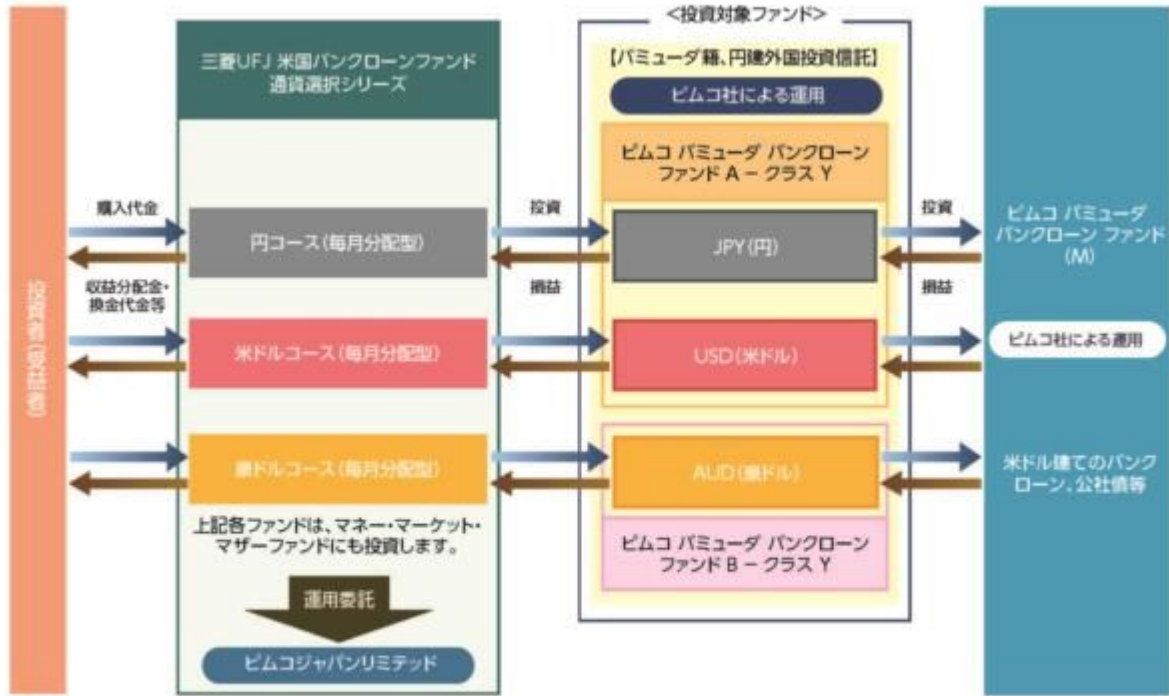 投資者(受益者)
三菱UFJ 米国バンクローンファンド
通貨選択シリーズ
<投資対象ファンド>
【バミューダ籍、円建外国投資信託】
ピムコ社による運用
ピムコ バミューダ バンクローン
ファンド A − クラス Y
購入代金
円コース(毎月分配型)
投資
JPY(円)
投資
ピムコ バミューダ
バンクローン ファンド
(M)
収益分配金・
換金代金等
損益
損益
米ドルコース(毎月分配型)
USD(米ドル)
ピムコ社による運用
豪ドルコース(毎月分配型)
AUD(豪ドル)
米ドル建てのバンク
ローン、公社債等
上記各ファンドは、マネー・マーケット・
マザーファンドにも投資します。
ピムコ バミューダ バンクローン
ファンド B − クラス Y
運用委託
ピムコジャパンリミテッド